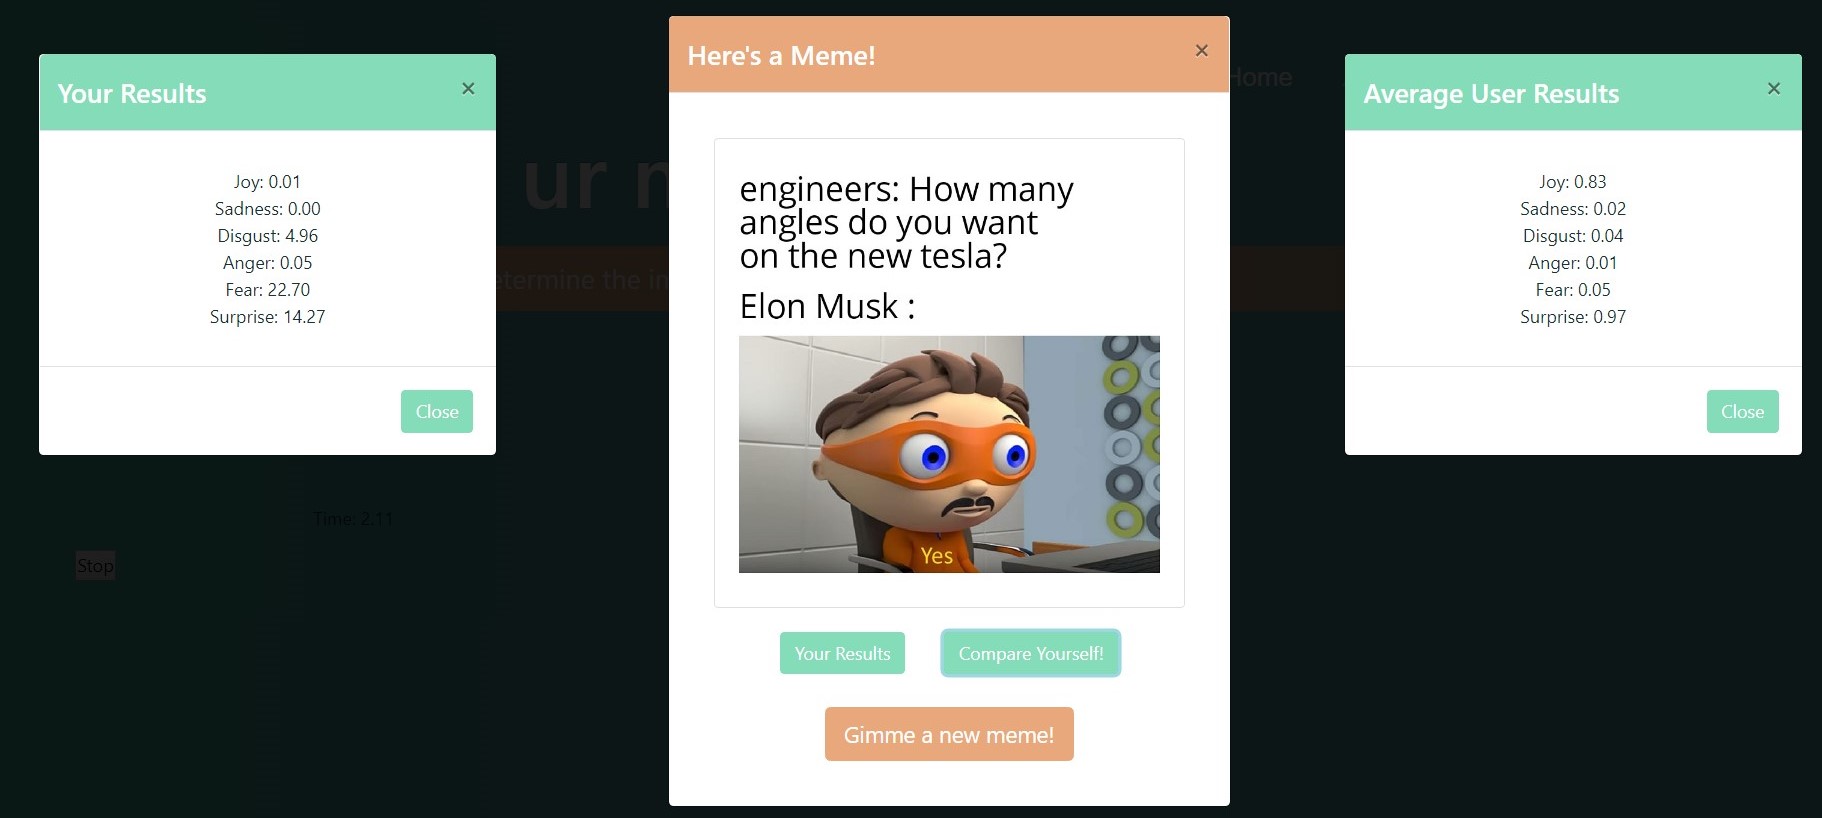 Your Results
×
Joy: 0.01
Sadness: 0.00
Disgust: 4.96
Anger: 0.05
Fear: 22.70
Surprise: 14.27
Close
Time: 2.11
Stop
ur
etermine the in
Here's a Meme!
×
engineers: How many
angles do you want
on the new tesla?
Elon Musk :
Yes
Your Results
Compare Yourself!
Gimme a new meme!
Home
Average User Results
×
Joy: 0.83
Sadness: 0.02
Disgust: 0.04
Anger: 0.01
Fear: 0.05
Surprise: 0.97
Close